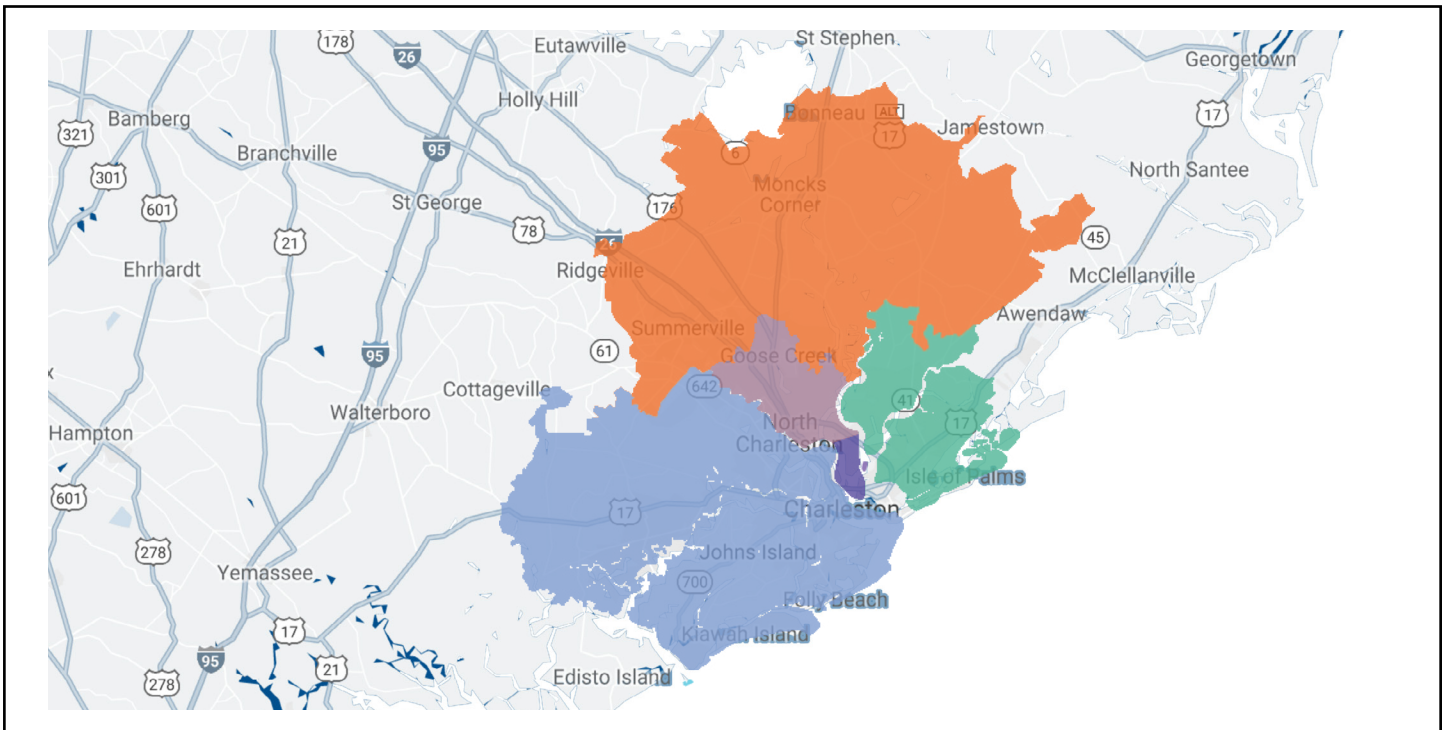 178
26
Eutawville
St Stephen
Georgetown
Holly Hill
17
321
Bamberg
Bonneau
ALT
17
Jamestown
95
Branchville
6
301
North Santee
601
St George
176
Moncks
Corner
21
78
26
45
Ehrhardt
Ridgeville
McClellanville
Awendaw
Summerville
95
61
Goose Creek
642
Cottageville
41
Walterboro
North
Charleston
17
Hampton
Isle of Palms
601
17
Charleston
278
Johns Island
Yemassee
700
Folly Beach
17
Kiawah Island
95
21
Edisto Island
278